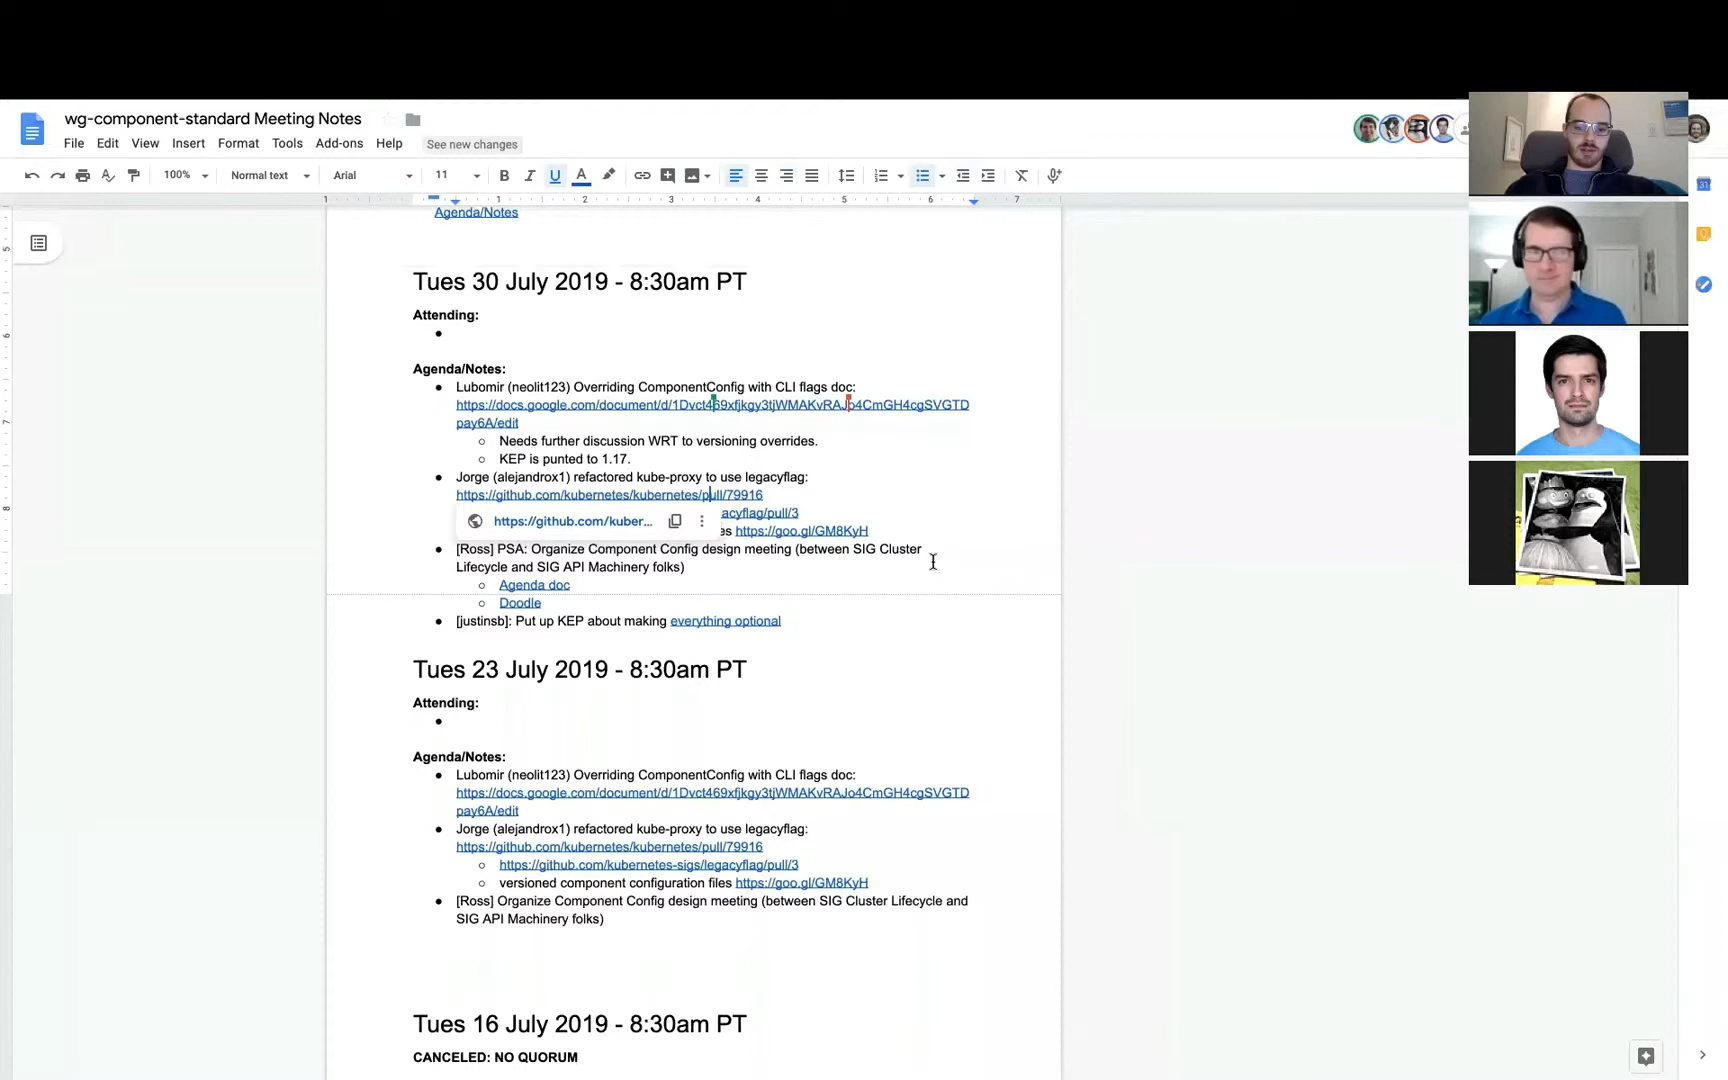 wg-component-standard Meeting Notes
File Edit View Insert Format Tools Add-ons Help See new changes
100% Normal text Arial 11
1 1 2 3 4 5 6 7
Agenda/Notes
Tues 30 July 2019 - 8:30am PT
Attending:
Agenda/Notes:
● Lubomir (neolit123) Overriding ComponentConfig with CLI flags doc:
https://docs.google.com/document/d/1Dvct469xfjkgy3tjWMAKvRAJo4CmGH4cgSVGTD
pay6A/edit
○ Needs further discussion WRT to versioning overrides.
○ KEP is punted to 1.17.
● Jorge (alejandrox1) refactored kube-proxy to use legacyflag:
https://github.com/kubernetes/kubernetes/pull/79916
acyflag/pull/3
https://github.com/kuber...
es https://goo.gl/GM8KyH
● [Ross] PSA: Organize Component Config design meeting (between SIG Cluster
Lifecycle and SIG API Machinery folks)
○ Agenda doc
○ Doodle
● [justinsb]: Put up KEP about making everything optional
Tues 23 July 2019 - 8:30am PT
Attending:
Agenda/Notes:
● Lubomir (neolit123) Overriding ComponentConfig with CLI flags doc:
https://docs.google.com/document/d/1Dvct469xfjkgy3tjWMAKvRAJo4CmGH4cgSVGTD
pay6A/edit
● Jorge (alejandrox1) refactored kube-proxy to use legacyflag:
https://github.com/kubernetes/kubernetes/pull/79916
○ https://github.com/kubernetes-sigs/legacyflag/pull/3
○ versioned component configuration files https://goo.gl/GM8KyH
● [Ross] Organize Component Config design meeting (between SIG Cluster Lifecycle and
SIG API Machinery folks)
Tues 16 July 2019 - 8:30am PT
CANCELED: NO QUORUM